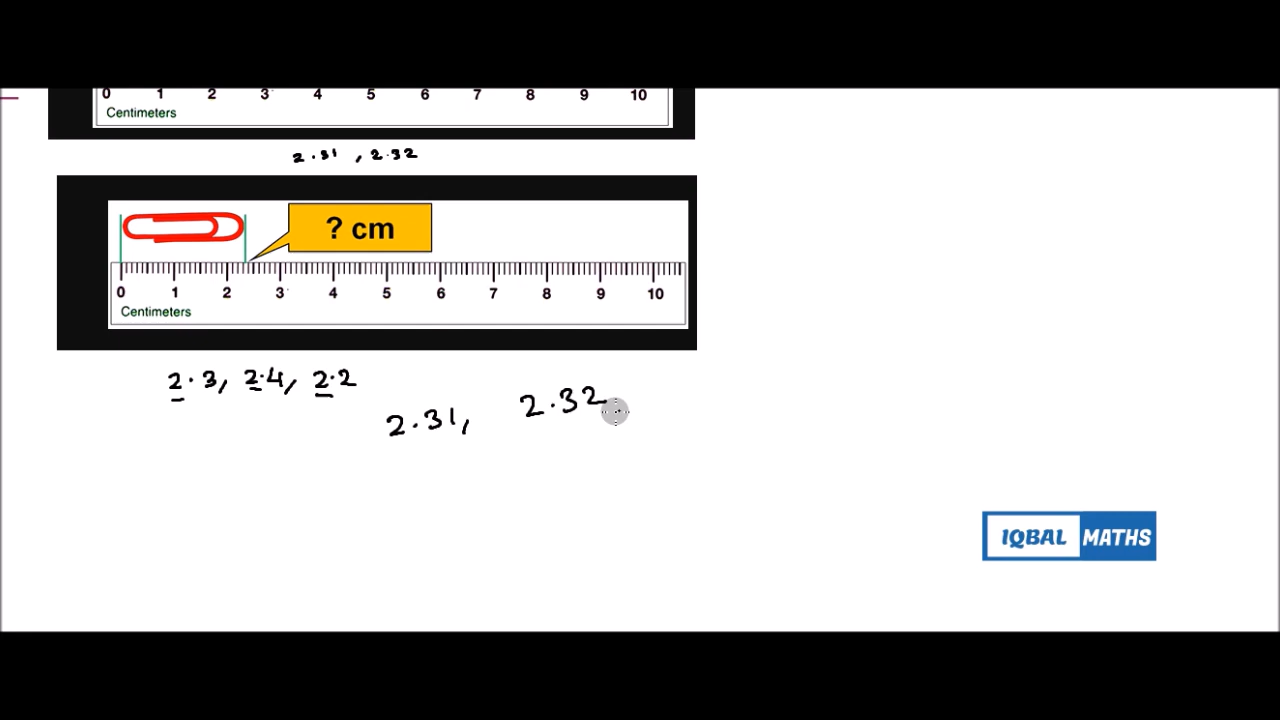 0 1 2 3 4 5 6 7 8 9 10
Centimeters
2.31, 2.32
? cm
0 1 2 3 4 5 6 7 8 9 10
Centimeters
2.3, 2.4, 2.2
2.31, 2.32
IQBAL MATHS